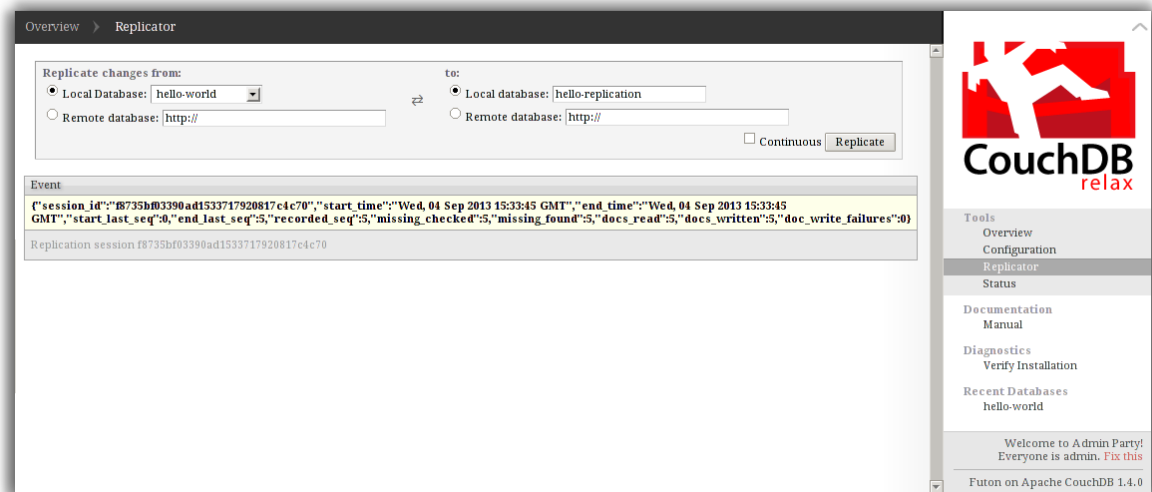 Overview
Replicator
Replicate changes from:
to:
Local Database: hello-world
Local database: hello-replication
Remote database: http://
Remote database: http://
Continuous
Replicate
Event
{"session_id":"f8735bf03390ad1533717920817c4c70","start_time":"Wed, 04 Sep 2013 15:33:45 GMT","end_time":"Wed, 04 Sep 2013 15:33:45
GMT","start_last_seq":0,"end_last_seq":5,"recorded_seq":5,"missing_checked":5,"missing_found":5,"docs_read":5,"docs_written":5,"doc_write_failures":0}
Replication session f8735bf03390ad1533717920817c4c70
CouchDB
relax
Tools
Overview
Configuration
Replicator
Status
Documentation
Manual
Diagnostics
Verify Installation
Recent Databases
hello-world
Welcome to Admin Party!
Everyone is admin. Fix this
Futon on Apache CouchDB 1.4.0